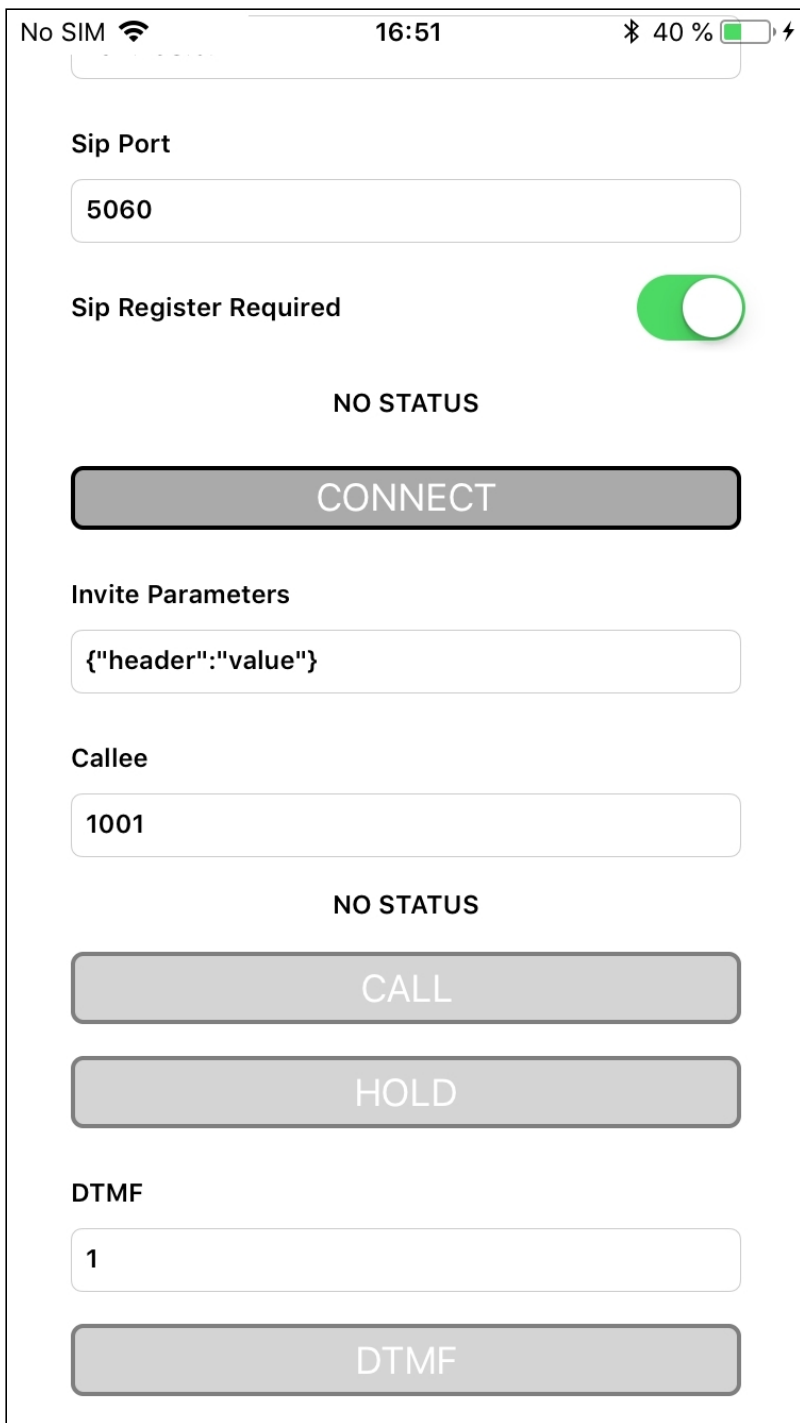 No SIM 16:51 40 %
Sip Port
5060
Sip Register Required
NO STATUS
CONNECT
Invite Parameters
{"header":"value"}
Callee
1001
NO STATUS
CALL
HOLD
DTMF
1
DTMF